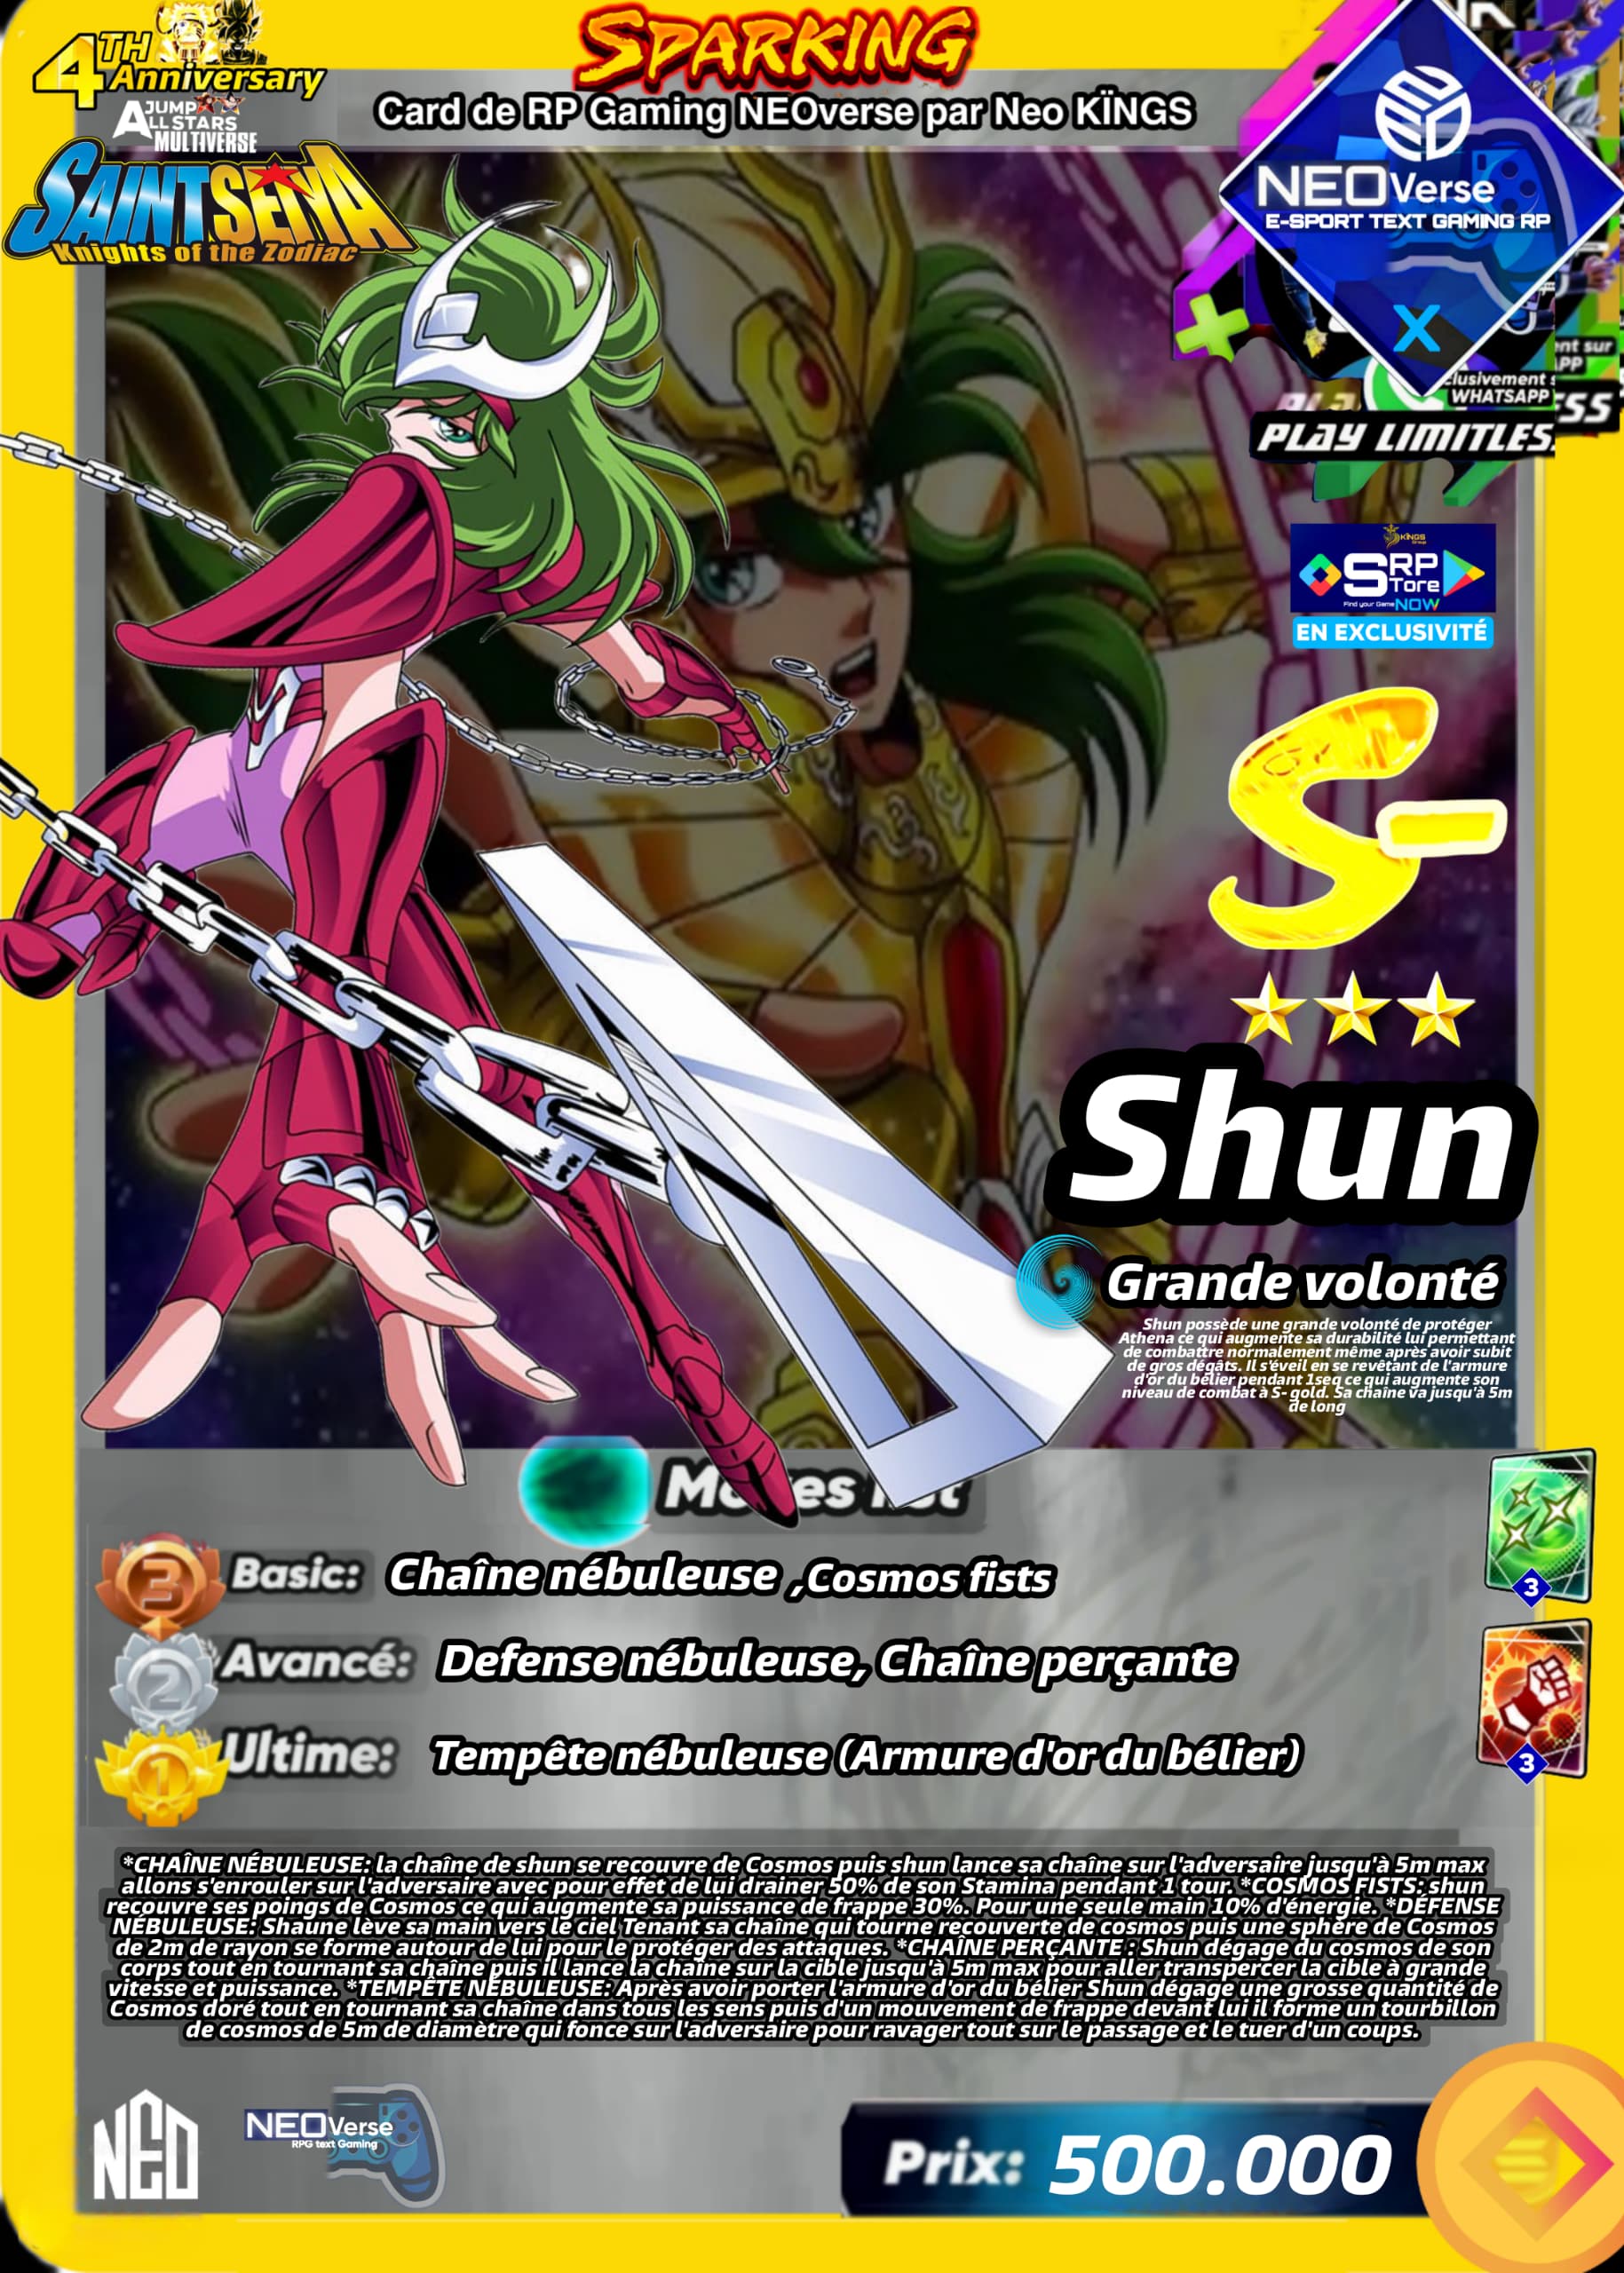 4TH
Anniversary
JUMP
ALL STARS
MULTIVERSE
SAINT SEIYA
Knights of the Zodiac
SPARKING
Card de RP Gaming NEOverse par Neo KÏNGS
NEOVerse
E-SPORT TEXT GAMING RP
X
ent sur
clusivement
WHATSAPP
PLAY LIMITLES
SS
KÏNGS
SRP
Tore
Find your Game NOW
EN EXCLUSIVITÉ
S-
Shun
Grande volonté
Shun possède une grande volonté de protéger
Athena ce qui augmente sa durabilité lui permettant
de combattre normalement même après avoir subit
de gros dégâts. Il s'éveil en se revêtant de l'armure
d'or du bélier pendant 1seq ce qui augmente son
niveau de combat à S- gold. Sa chaîne va jusqu'à 5m
de long
3 Basic: Chaîne nébuleuse ,Cosmos fists
3
2 Avancé: Defense nébuleuse, Chaîne perçante
3
1 Ultime: Tempête nébuleuse (Armure d'or du bélier)
*CHAÎNE NÉBULEUSE: la chaîne de shun se recouvre de Cosmos puis shun lance sa chaîne sur l'adversaire jusqu'à 5m max
allons s'enrouler sur l'adversaire avec pour effet de lui drainer 50% de son Stamina pendant 1 tour. *COSMOS FISTS: shun
recouvre ses poings de Cosmos ce qui augmente sa puissance de frappe 30%. Pour une seule main 10% d'énergie. *DÉFENSE
NÉBULEUSE: Shaune lève sa main vers le ciel Tenant sa chaîne qui tourne recouverte de cosmos puis une sphère de Cosmos
de 2m de rayon se forme autour de lui pour le protéger des attaques. *CHAÎNE PERÇANTE : Shun dégage du cosmos de son
corps tout en tournant sa chaîne puis il lance la chaîne sur la cible jusqu'à 5m max pour aller transpercer la cible à grande
vitesse et puissance. *TEMPÊTE NÉBULEUSE: Après avoir porter l'armure d'or du bélier Shun dégage une grosse quantité de
Cosmos doré tout en tournant sa chaîne dans tous les sens puis d'un mouvement de frappe devant lui il forme un tourbillon
de cosmos de 5m de diamètre qui fonce sur l'adversaire pour ravager tout sur le passage et le tuer d'un coups.
NEO
NEOVerse
RPG text Gaming
Prix: 500.000